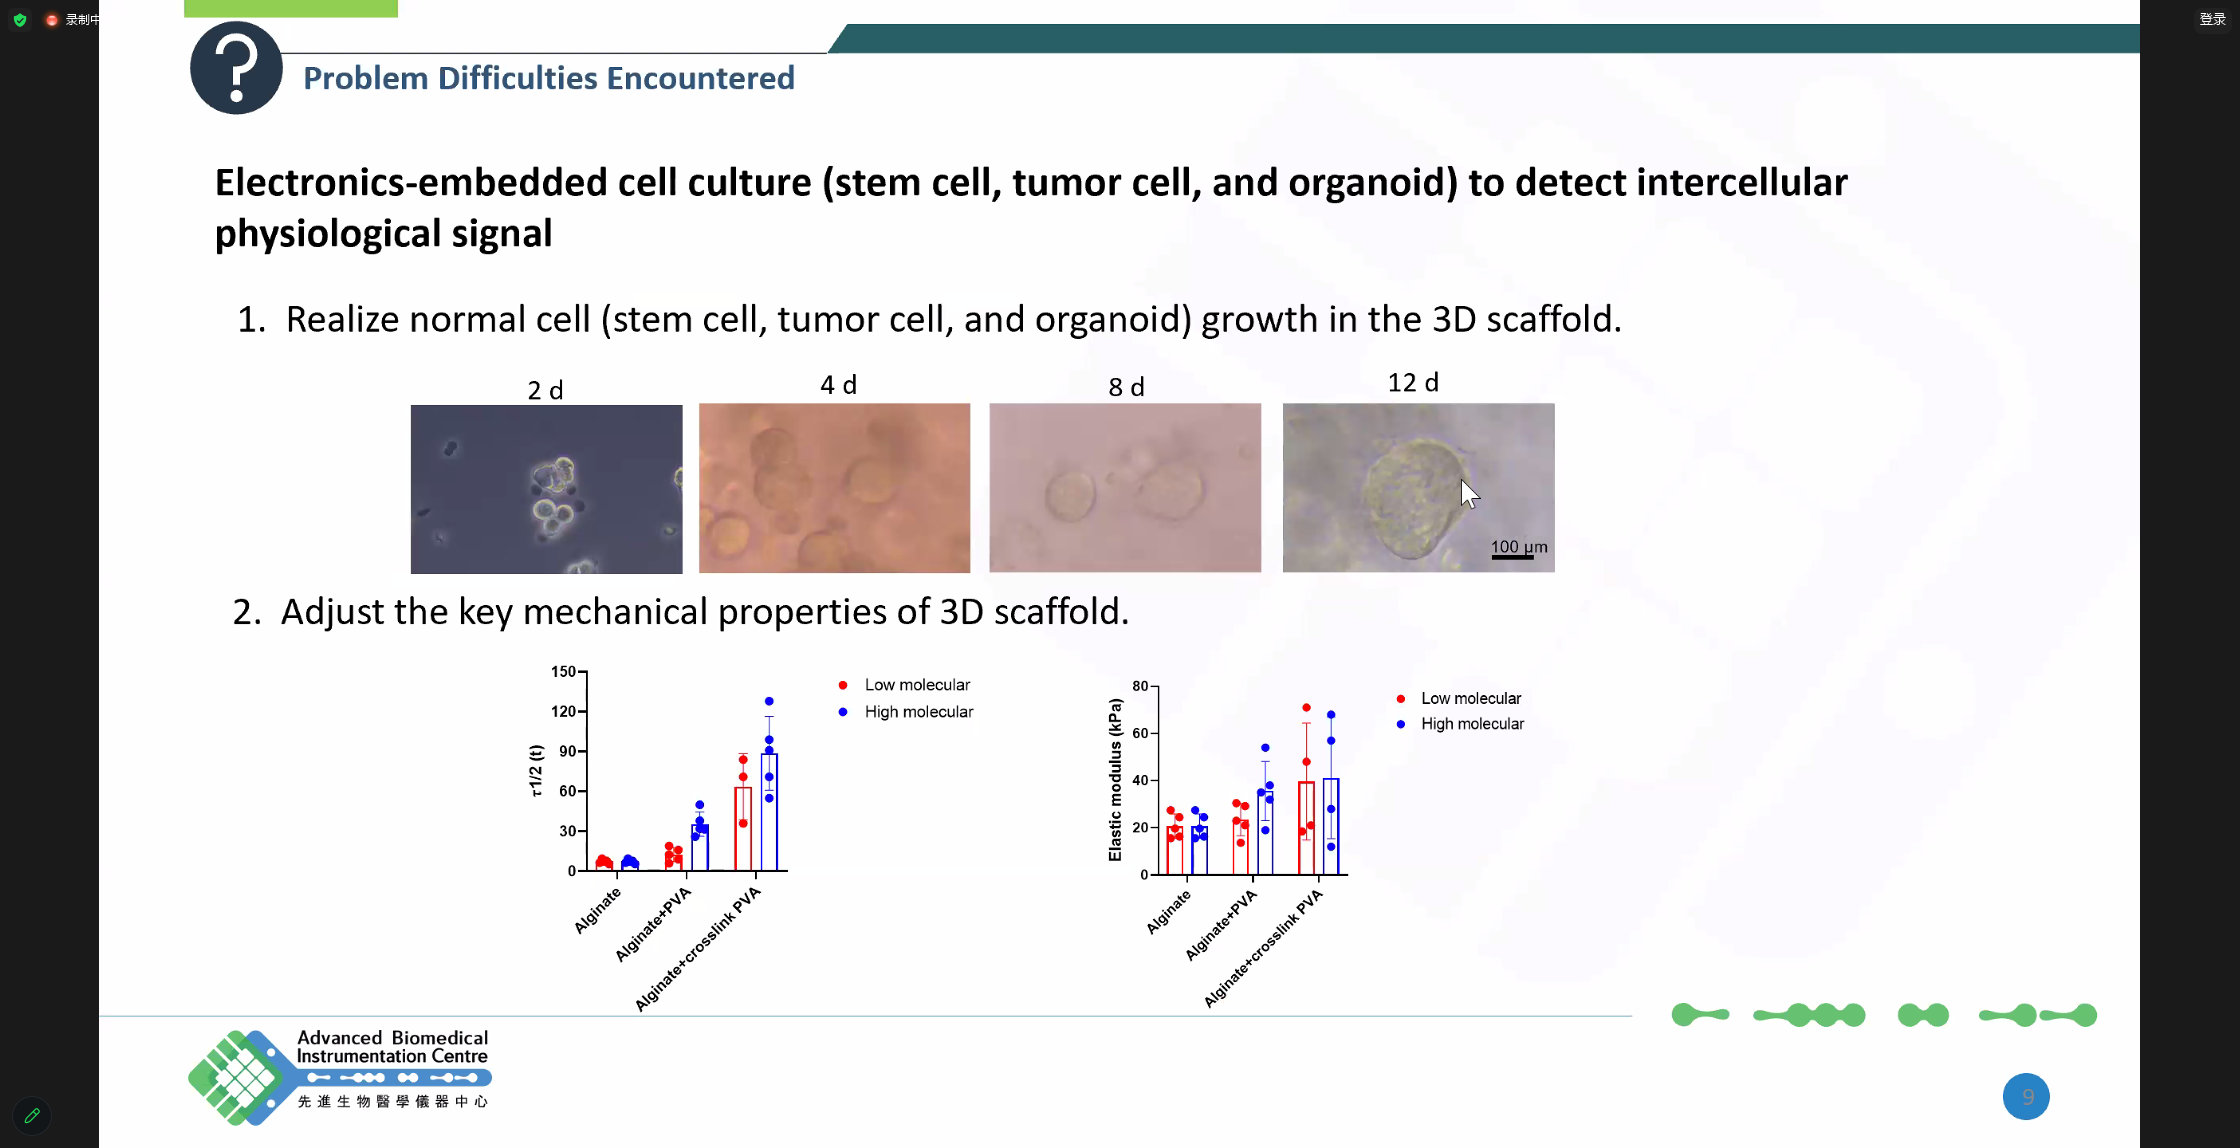 录制中
登录
Problem Difficulties Encountered
Electronics-embedded cell culture (stem cell, tumor cell, and organoid) to detect intercellular
physiological signal
1. Realize normal cell (stem cell, tumor cell, and organoid) growth in the 3D scaffold.
2 d
4 d
8 d
12 d
100 µm
2. Adjust the key mechanical properties of 3D scaffold.
150
120
90
60
30
0
τ1/2 (t)
Low molecular
High molecular
Alginate
Alginate+PVA
Alginate+crosslink PVA
80
60
40
20
0
Elastic modulus (kPa)
Low molecular
High molecular
Alginate
Alginate+PVA
Alginate+crosslink PVA
Advanced Biomedical
Instrumentation Centre
先進生物醫學儀器中心
9